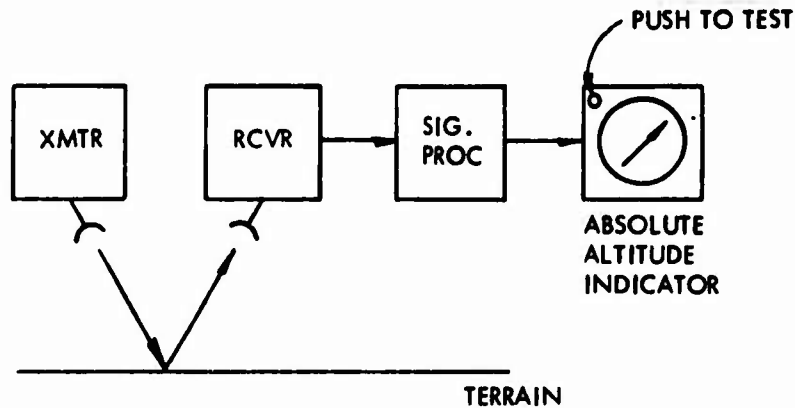 PUSH TO TEST
XMTR
RCVR
SIG.
PROC
ABSOLUTE
ALTITUDE
INDICATOR
TERRAIN